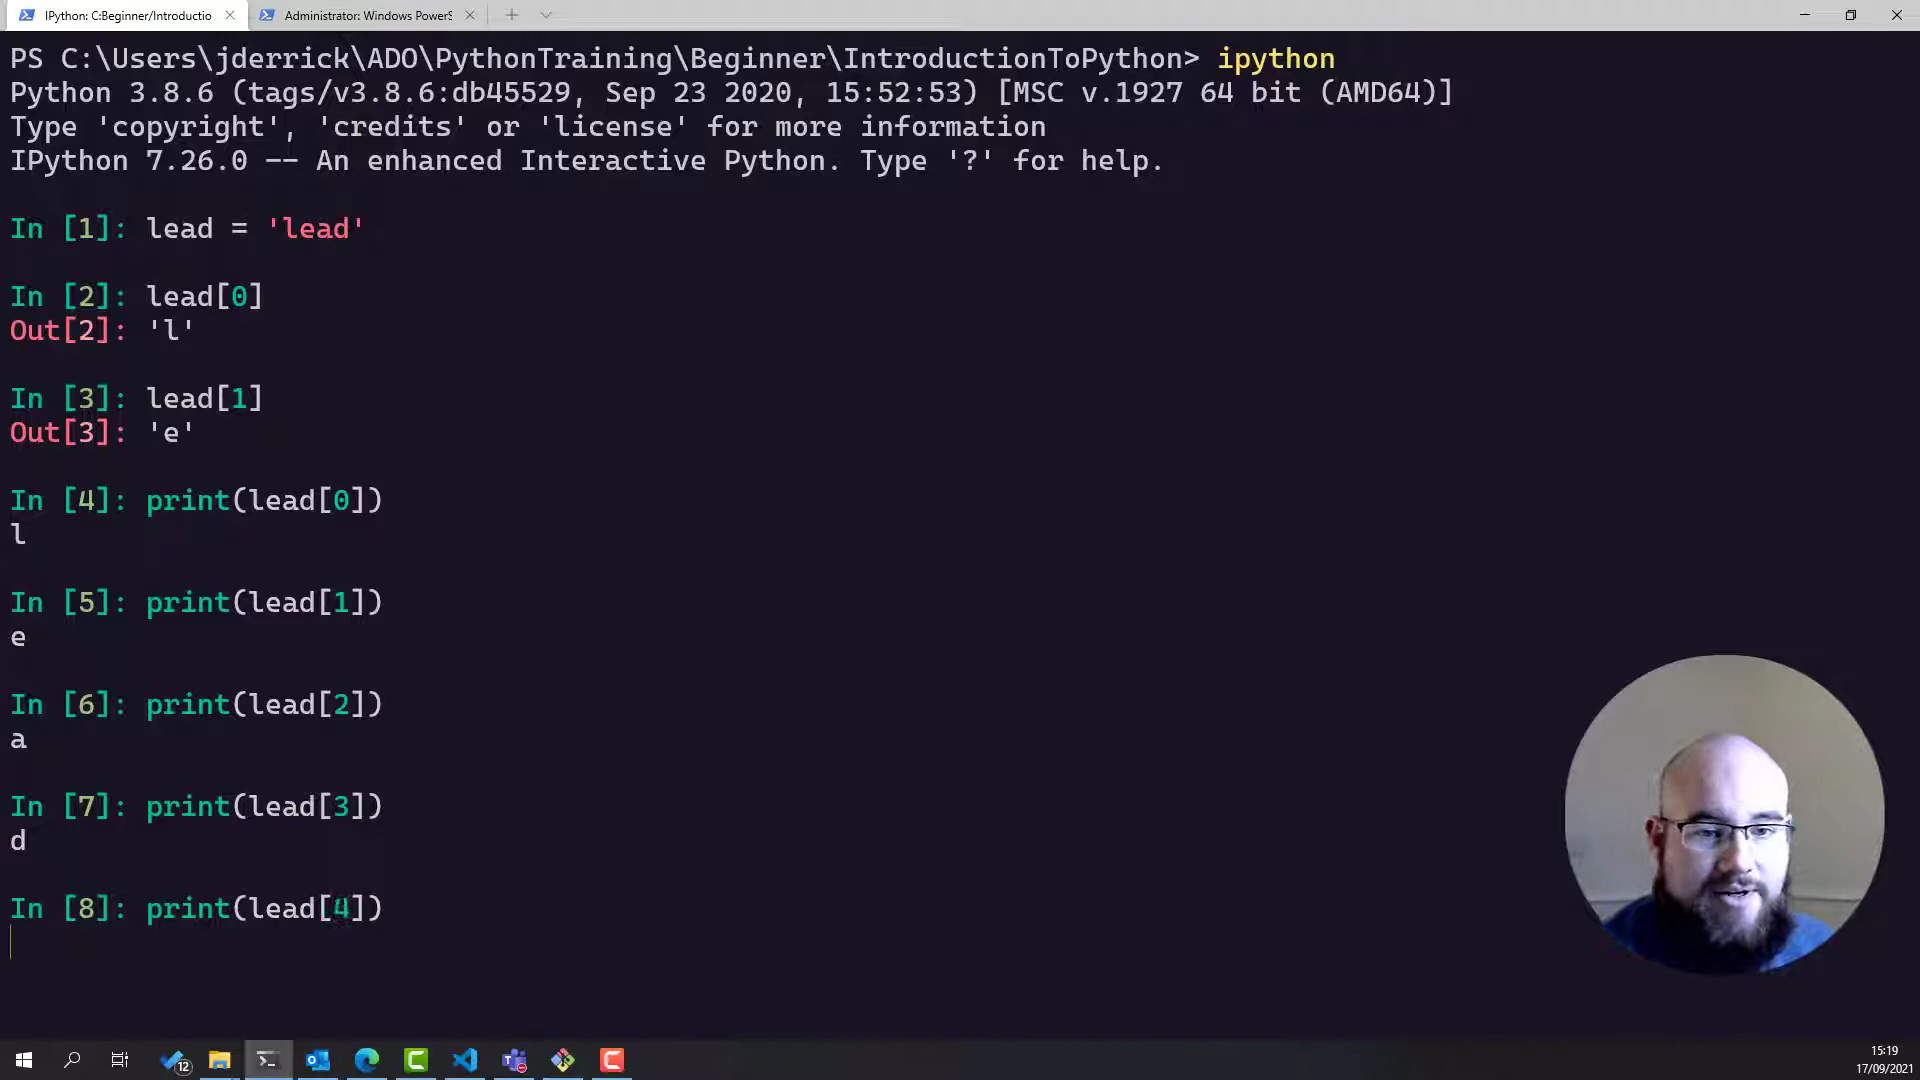 IPython: C:Beginner/Introductio
Administrator: Windows PowerS
PS C:\Users\jderrick\ADO\PythonTraining\Beginner\IntroductionToPython> ipython
Python 3.8.6 (tags/v3.8.6:db45529, Sep 23 2020, 15:52:53) [MSC v.1927 64 bit (AMD64)]
Type 'copyright', 'credits' or 'license' for more information
IPython 7.26.0 -- An enhanced Interactive Python. Type '?' for help.
In [1]: lead = 'lead'
In [2]: lead[0]
Out[2]: 'l'
In [3]: lead[1]
Out[3]: 'e'
In [4]: print(lead[0])
l
In [5]: print(lead[1])
e
In [6]: print(lead[2])
a
In [7]: print(lead[3])
d
In [8]: print(lead[4])
12
15:19
17/09/2021